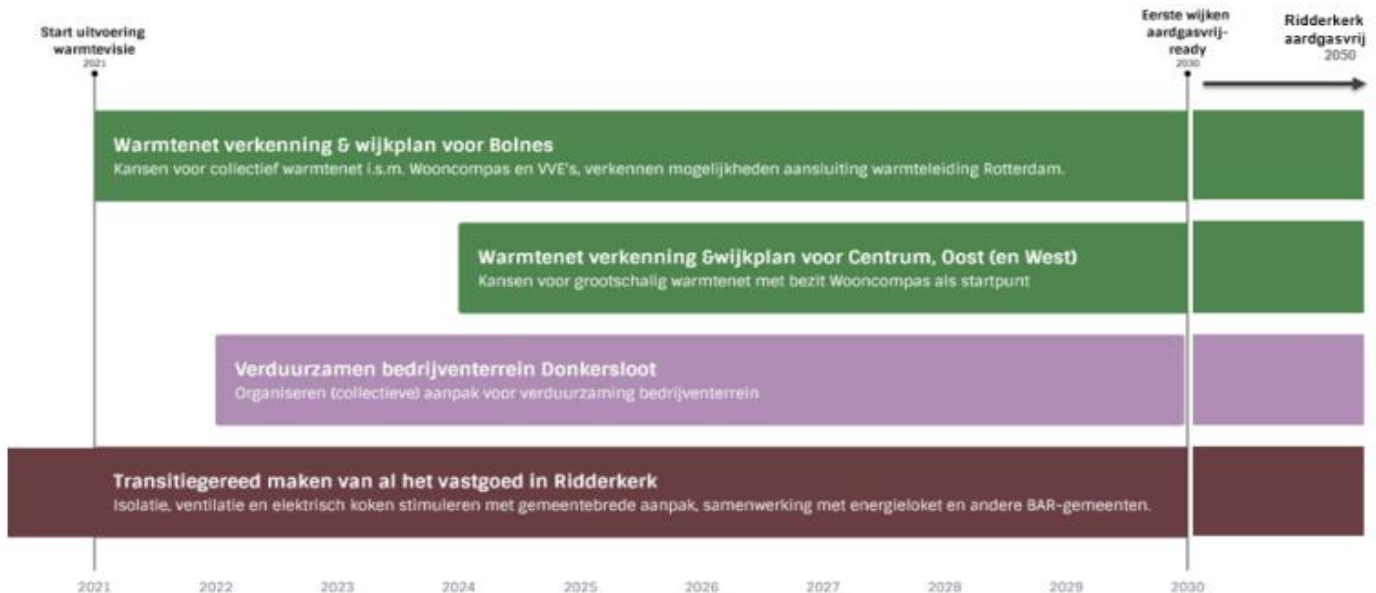 Start uitvoering
warmtevisie
2021
Eerste wijken
aardgasvrij-
ready
2030
Ridderkerk
aardgasvrij
2050
Warmtenet verkenning & wijkplan voor Bolnes
Kansen voor collectief warmtenet i.s.m. Wooncompas en VVE's, verkennen mogelijkheden aansluiting warmteleiding Rotterdam.
Warmtenet verkenning &wijkplan voor Centrum, Oost (en West)
Kansen voor grootschalig warmtenet met bezit Wooncompas als startpunt
Verduurzamen bedrijventerrein Donkersloot
Organiseren (collectieve) aanpak voor verduurzaming bedrijventerrein
Transitiegereed maken van al het vastgoed in Ridderkerk
Isolatie, ventilatie en elektrisch koken stimuleren met gemeentebrede aanpak, samenwerking met energieloket en andere BAR-gemeenten.
2021 2022 2023 2024 2025 2026 2027 2028 2029 2030